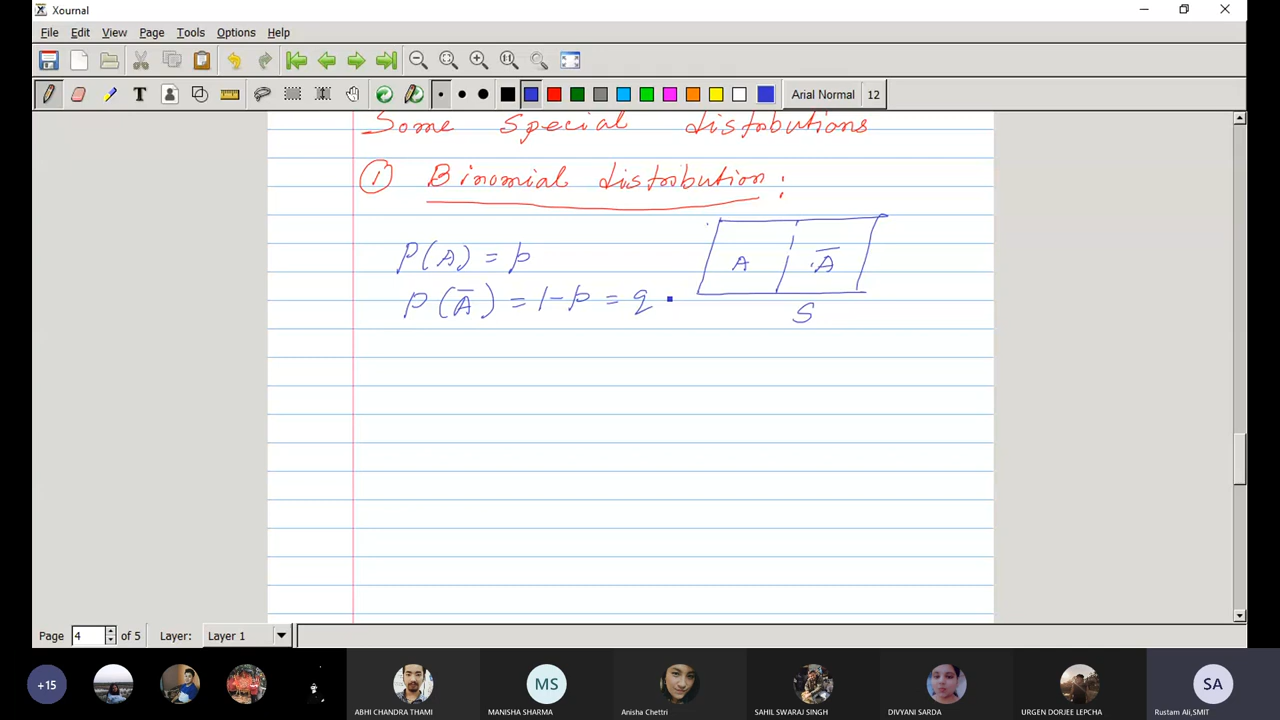 Xournal
File Edit View Page Tools Options Help
Arial Normal 12
Some Special distributions
① Binomial distribution :
P(A) = p
A Ā
P(Ā) = 1-p = q
S
Page 4 of 5 Layer: Layer 1
+15 MS SA
ABHI CHANDRA THAMI MANISHA SHARMA Anisha Chettri SAHIL SWARAJ SINGH DIVYANI SARDA URGEN DORJEE LEPCHA Rustam Ali,SMIT